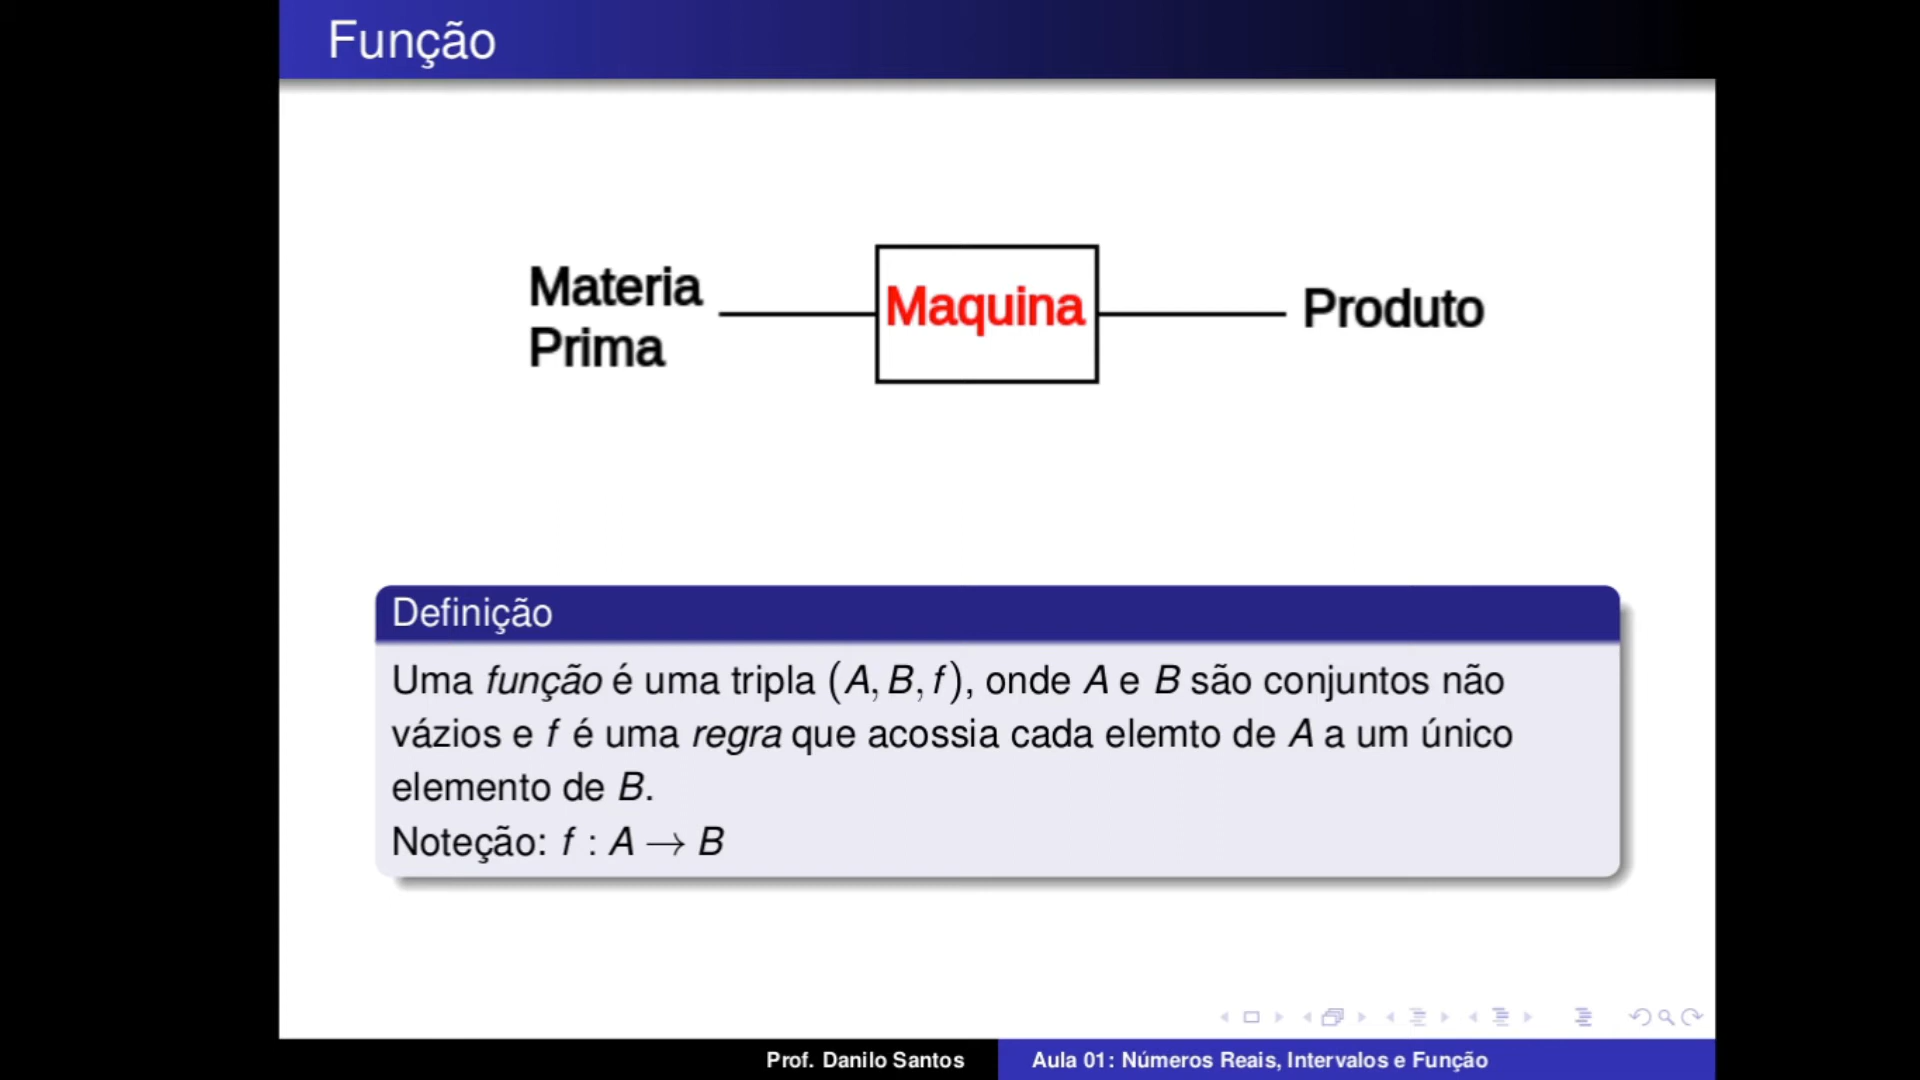 Função
Materia
Prima
Maquina
Produto
Definição
Uma função é uma tripla (A, B, f), onde A e B são conjuntos não
vázios e f é uma regra que acossia cada elemto de A a um único
elemento de B.
Noteção: f : A → B
Prof. Danilo Santos
Aula 01: Números Reais, Intervalos e Função